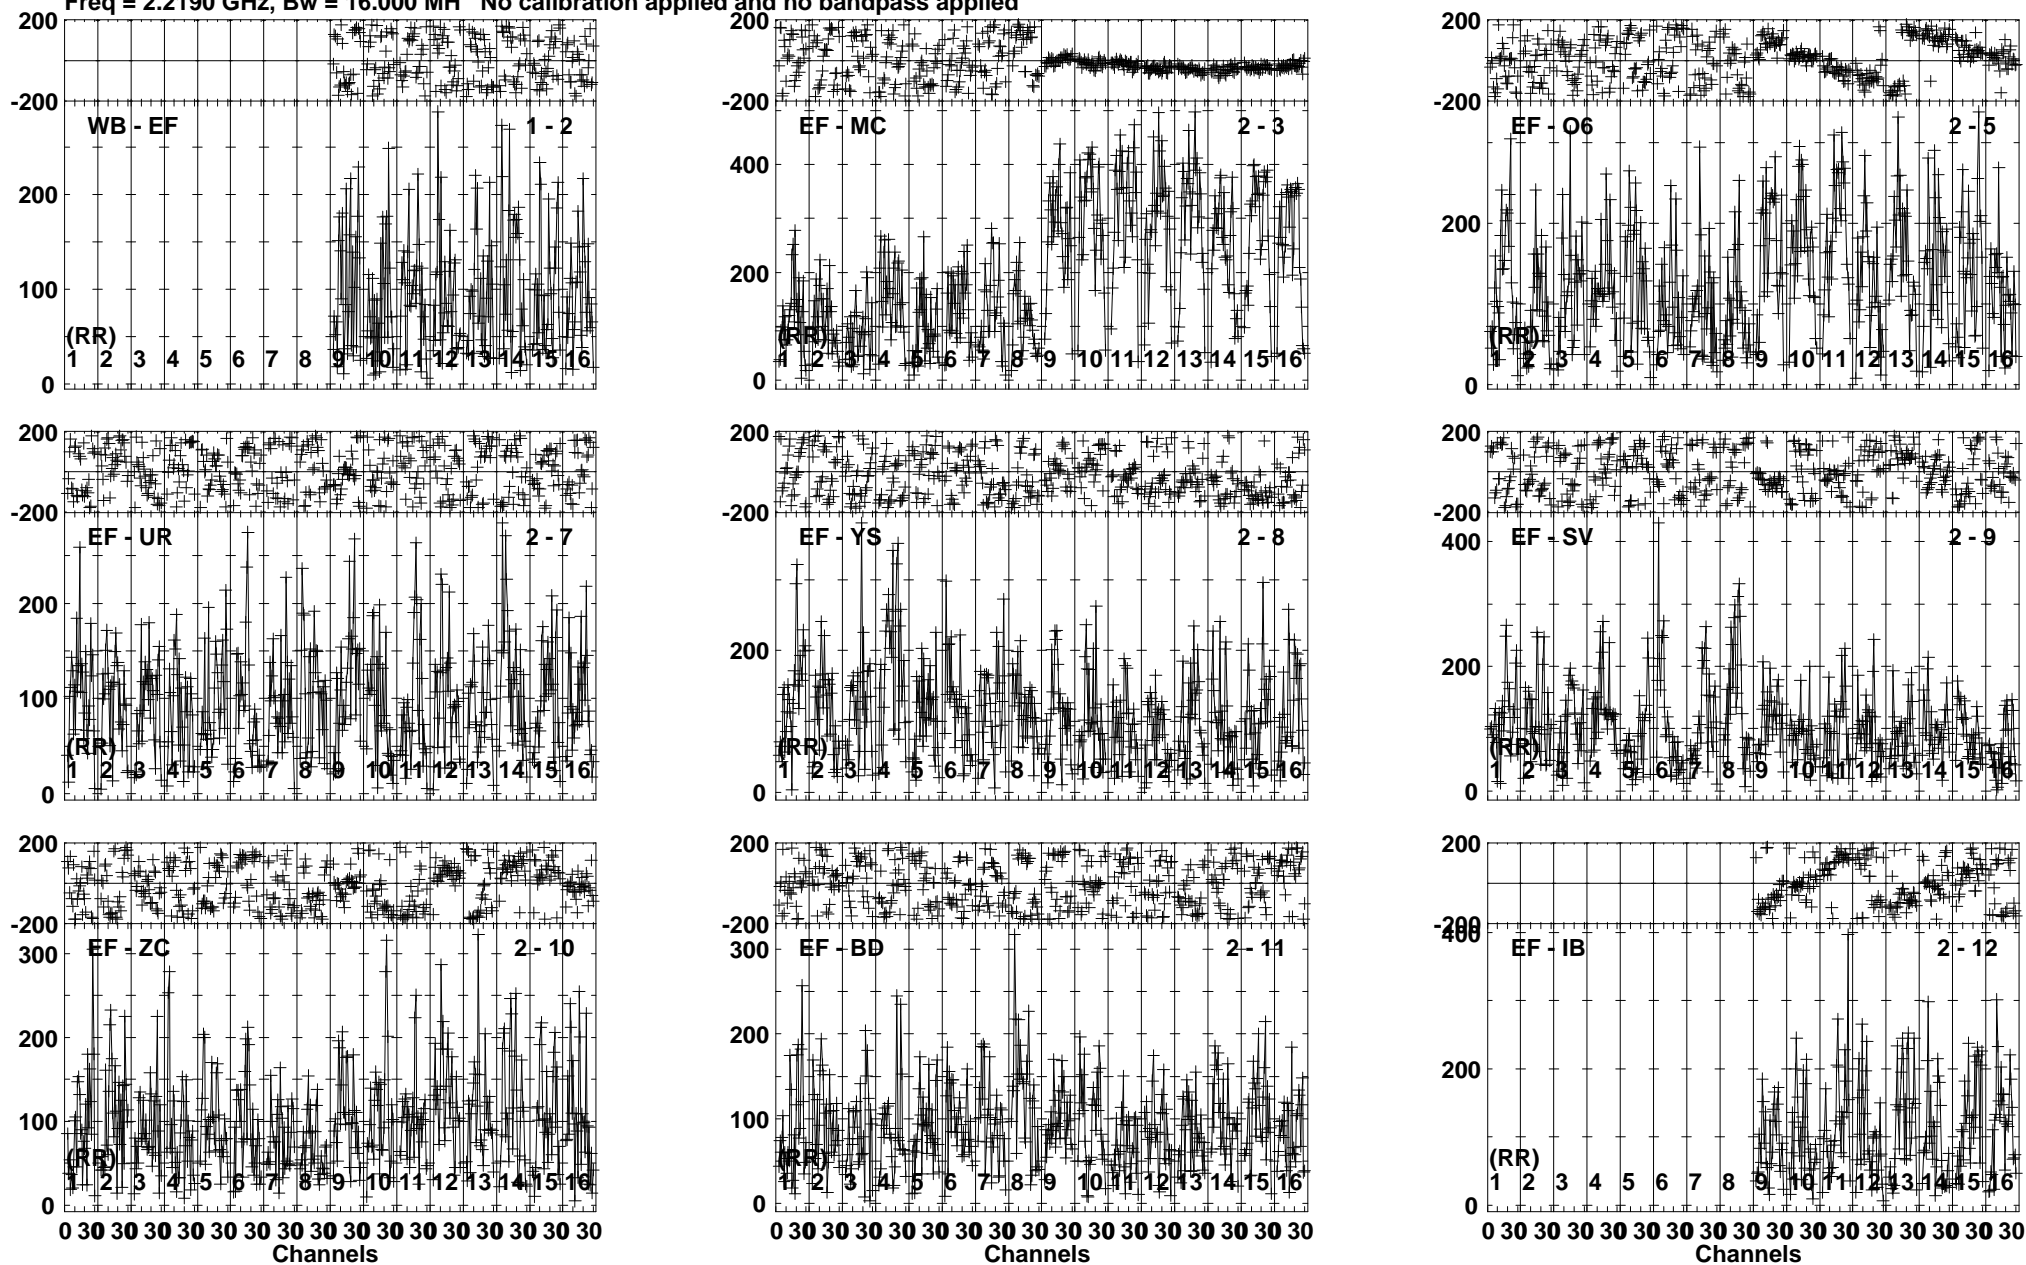 Freq = 2.2190 GHz, Bw = 16.000 MH No calibration applied and no bandpass applied
200
-200
WB - EF 1 - 2
200
100
(RR)
1 2 3 4 5 6 7 8 9 10 11 12 13 14 15 16
0
200
-200
EF - MC 2 - 3
400
200
(RR)
1 2 3 4 5 6 7 8 9 10 11 12 13 14 15 16
0
200
-200
EF - O6 2 - 5
200
(RR)
1 2 3 4 5 6 7 8 9 10 11 12 13 14 15 16
0
200
-200
EF - UR 2 - 7
200
100
(RR)
1 2 3 4 5 6 7 8 9 10 11 12 13 14 15 16
0
200
-200
EF - YS 2 - 8
200
(RR)
1 2 3 4 5 6 7 8 9 10 11 12 13 14 15 16
0
200
-200
EF - SV 2 - 9
400
200
(RR)
1 2 3 4 5 6 7 8 9 10 11 12 13 14 15 16
0
200
-200
EF - ZC 2 - 10
300
200
100
(RR)
1 2 3 4 5 6 7 8 9 10 11 12 13 14 15 16
0
0 30 30 30 30 30 30 30 30 30 30 30 30 30 30 30 30
Channels
200
-200
EF - BD 2 - 11
300
200
100
(RR)
1 2 3 4 5 6 7 8 9 10 11 12 13 14 15 16
0
0 30 30 30 30 30 30 30 30 30 30 30 30 30 30 30 30
Channels
200
-200
400
EF - IB 2 - 12
200
(RR)
1 2 3 4 5 6 7 8 9 10 11 12 13 14 15 16
0
0 30 30 30 30 30 30 30 30 30 30 30 30 30 30 30 30
Channels